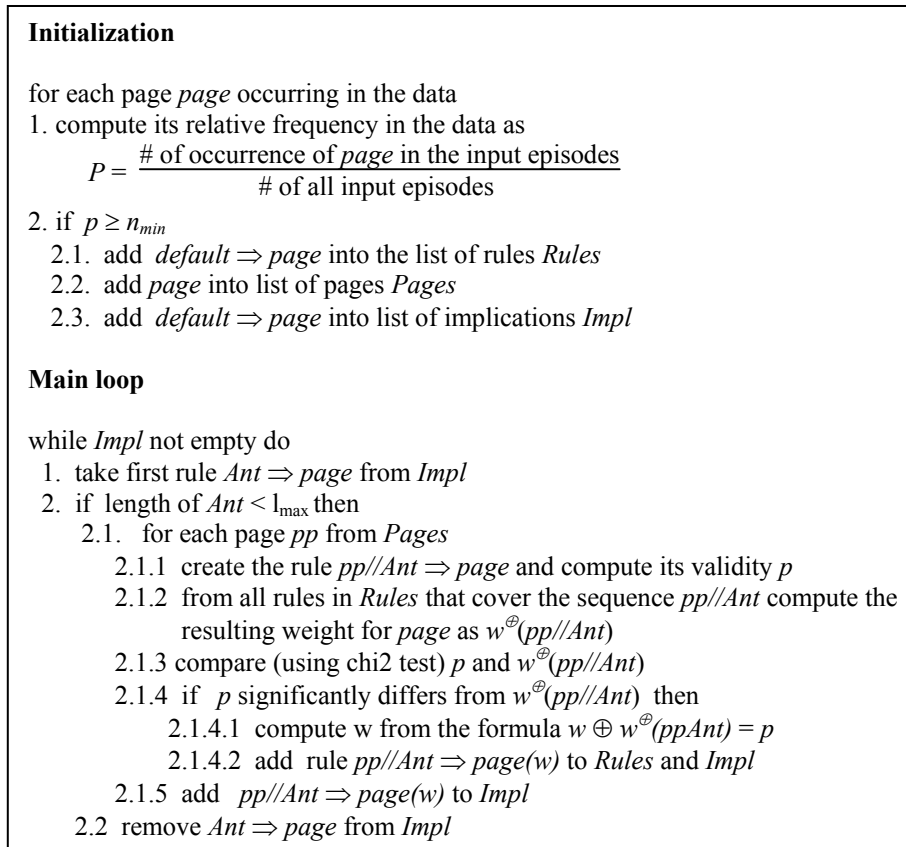 Initialization
for each page page occurring in the data
1. compute its relative frequency in the data as
P = # of occurrence of page in the input episodes
# of all input episodes
2. if p ≥ nmin
2.1. add default ⇒ page into the list of rules Rules
2.2. add page into list of pages Pages
2.3. add default ⇒ page into list of implications Impl
Main loop
while Impl not empty do
1. take first rule Ant ⇒ page from Impl
2. if length of Ant < lmax then
2.1. for each page pp from Pages
2.1.1 create the rule pp//Ant ⇒ page and compute its validity p
2.1.2 from all rules in Rules that cover the sequence pp//Ant compute the
resulting weight for page as w⊕(pp//Ant)
2.1.3 compare (using chi2 test) p and w⊕(pp//Ant)
2.1.4 if p significantly differs from w⊕(pp//Ant) then
2.1.4.1 compute w from the formula w ⊕ w⊕(ppAnt) = p
2.1.4.2 add rule pp//Ant ⇒ page(w) to Rules and Impl
2.1.5 add pp//Ant ⇒ page(w) to Impl
2.2 remove Ant ⇒ page from Impl